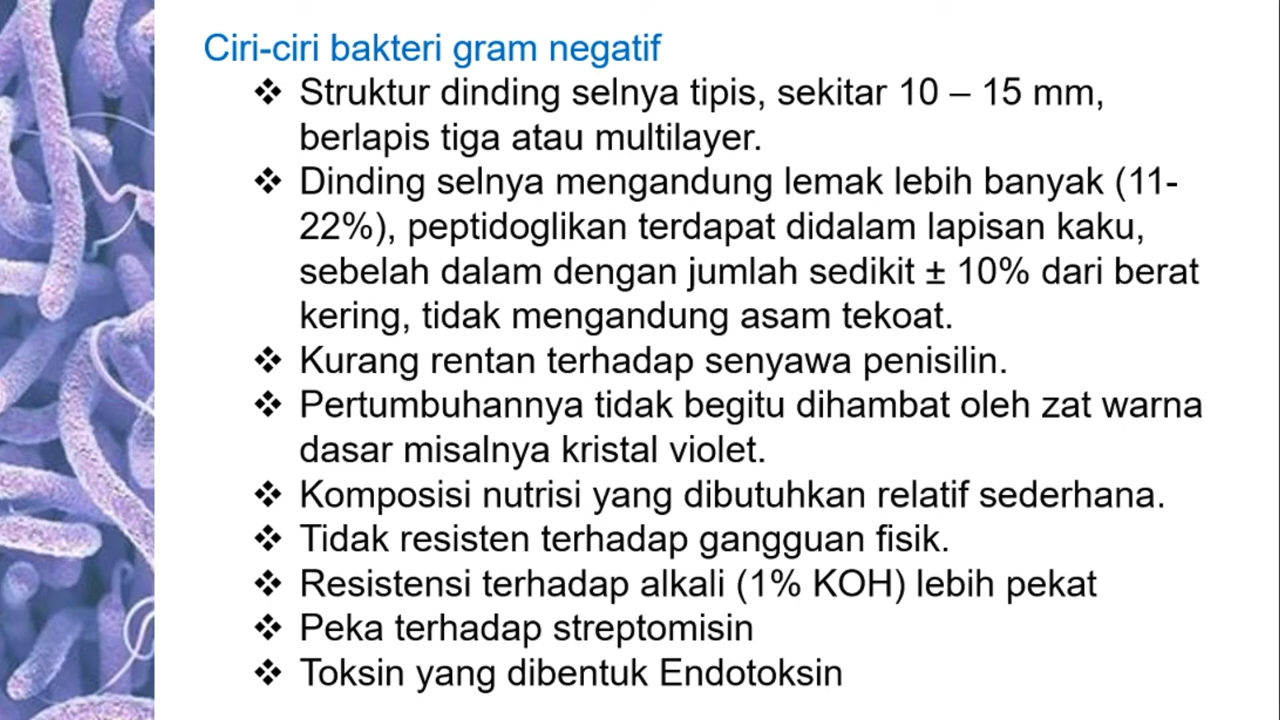 Ciri-ciri bakteri gram negatif
❖ Struktur dinding selnya tipis, sekitar 10 – 15 mm,
berlapis tiga atau multilayer.
❖ Dinding selnya mengandung lemak lebih banyak (11-
22%), peptidoglikan terdapat didalam lapisan kaku,
sebelah dalam dengan jumlah sedikit ± 10% dari berat
kering, tidak mengandung asam tekoat.
❖ Kurang rentan terhadap senyawa penisilin.
❖ Pertumbuhannya tidak begitu dihambat oleh zat warna
dasar misalnya kristal violet.
❖ Komposisi nutrisi yang dibutuhkan relatif sederhana.
❖ Tidak resisten terhadap gangguan fisik.
❖ Resistensi terhadap alkali (1% KOH) lebih pekat
❖ Peka terhadap streptomisin
❖ Toksin yang dibentuk Endotoksin